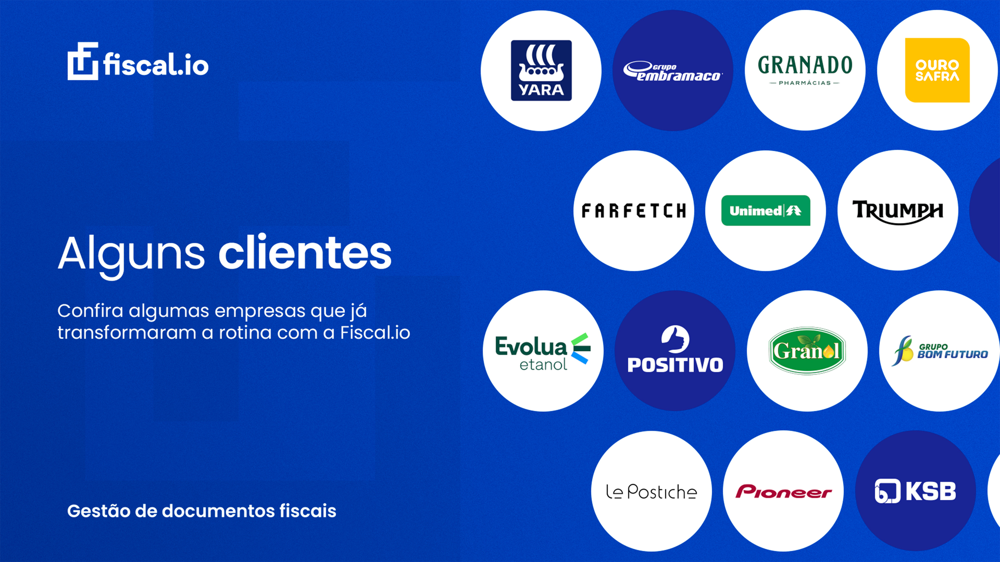 fiscal.io
Alguns clientes
Confira algumas empresas que já
transformaram a rotina com a Fiscal.io
Gestão de documentos fiscais
YARA
GRUPO
embramaco
GRANADO
PHARMÁCIAS
OURO
SAFRA
FARFETCH
Unimed
TRIUMPH
Evolua
etanol
POSITIVO
Granol
GRUPO
BOM FUTURO
Le Postiche
Pioneer
KSB